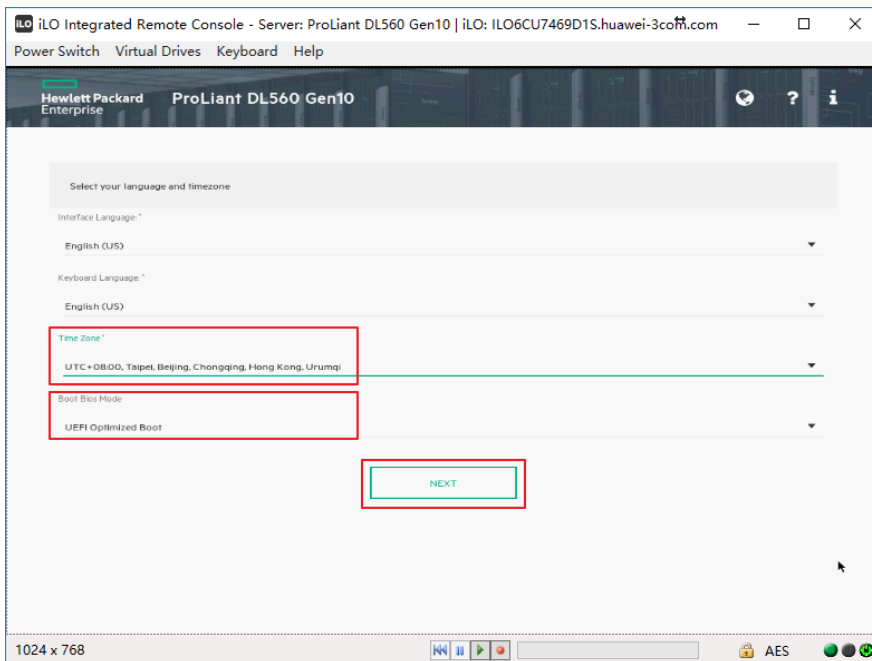 iLO iLO Integrated Remote Console - Server: ProLiant DL560 Gen10 | iLO: ILO6CU7469D1S.huawei-3com.com
Power Switch Virtual Drives Keyboard Help
Hewlett Packard
Enterprise
ProLiant DL560 Gen10
? i
Select your language and timezone
Interface Language:*
English (US)
Keyboard Language:*
English (US)
Time Zone*
UTC+08:00, Taipei, Beijing, Chongqing, Hong Kong, Urumqi
Boot Bios Mode
UEFI Optimized Boot
NEXT
1024 x 768
AES